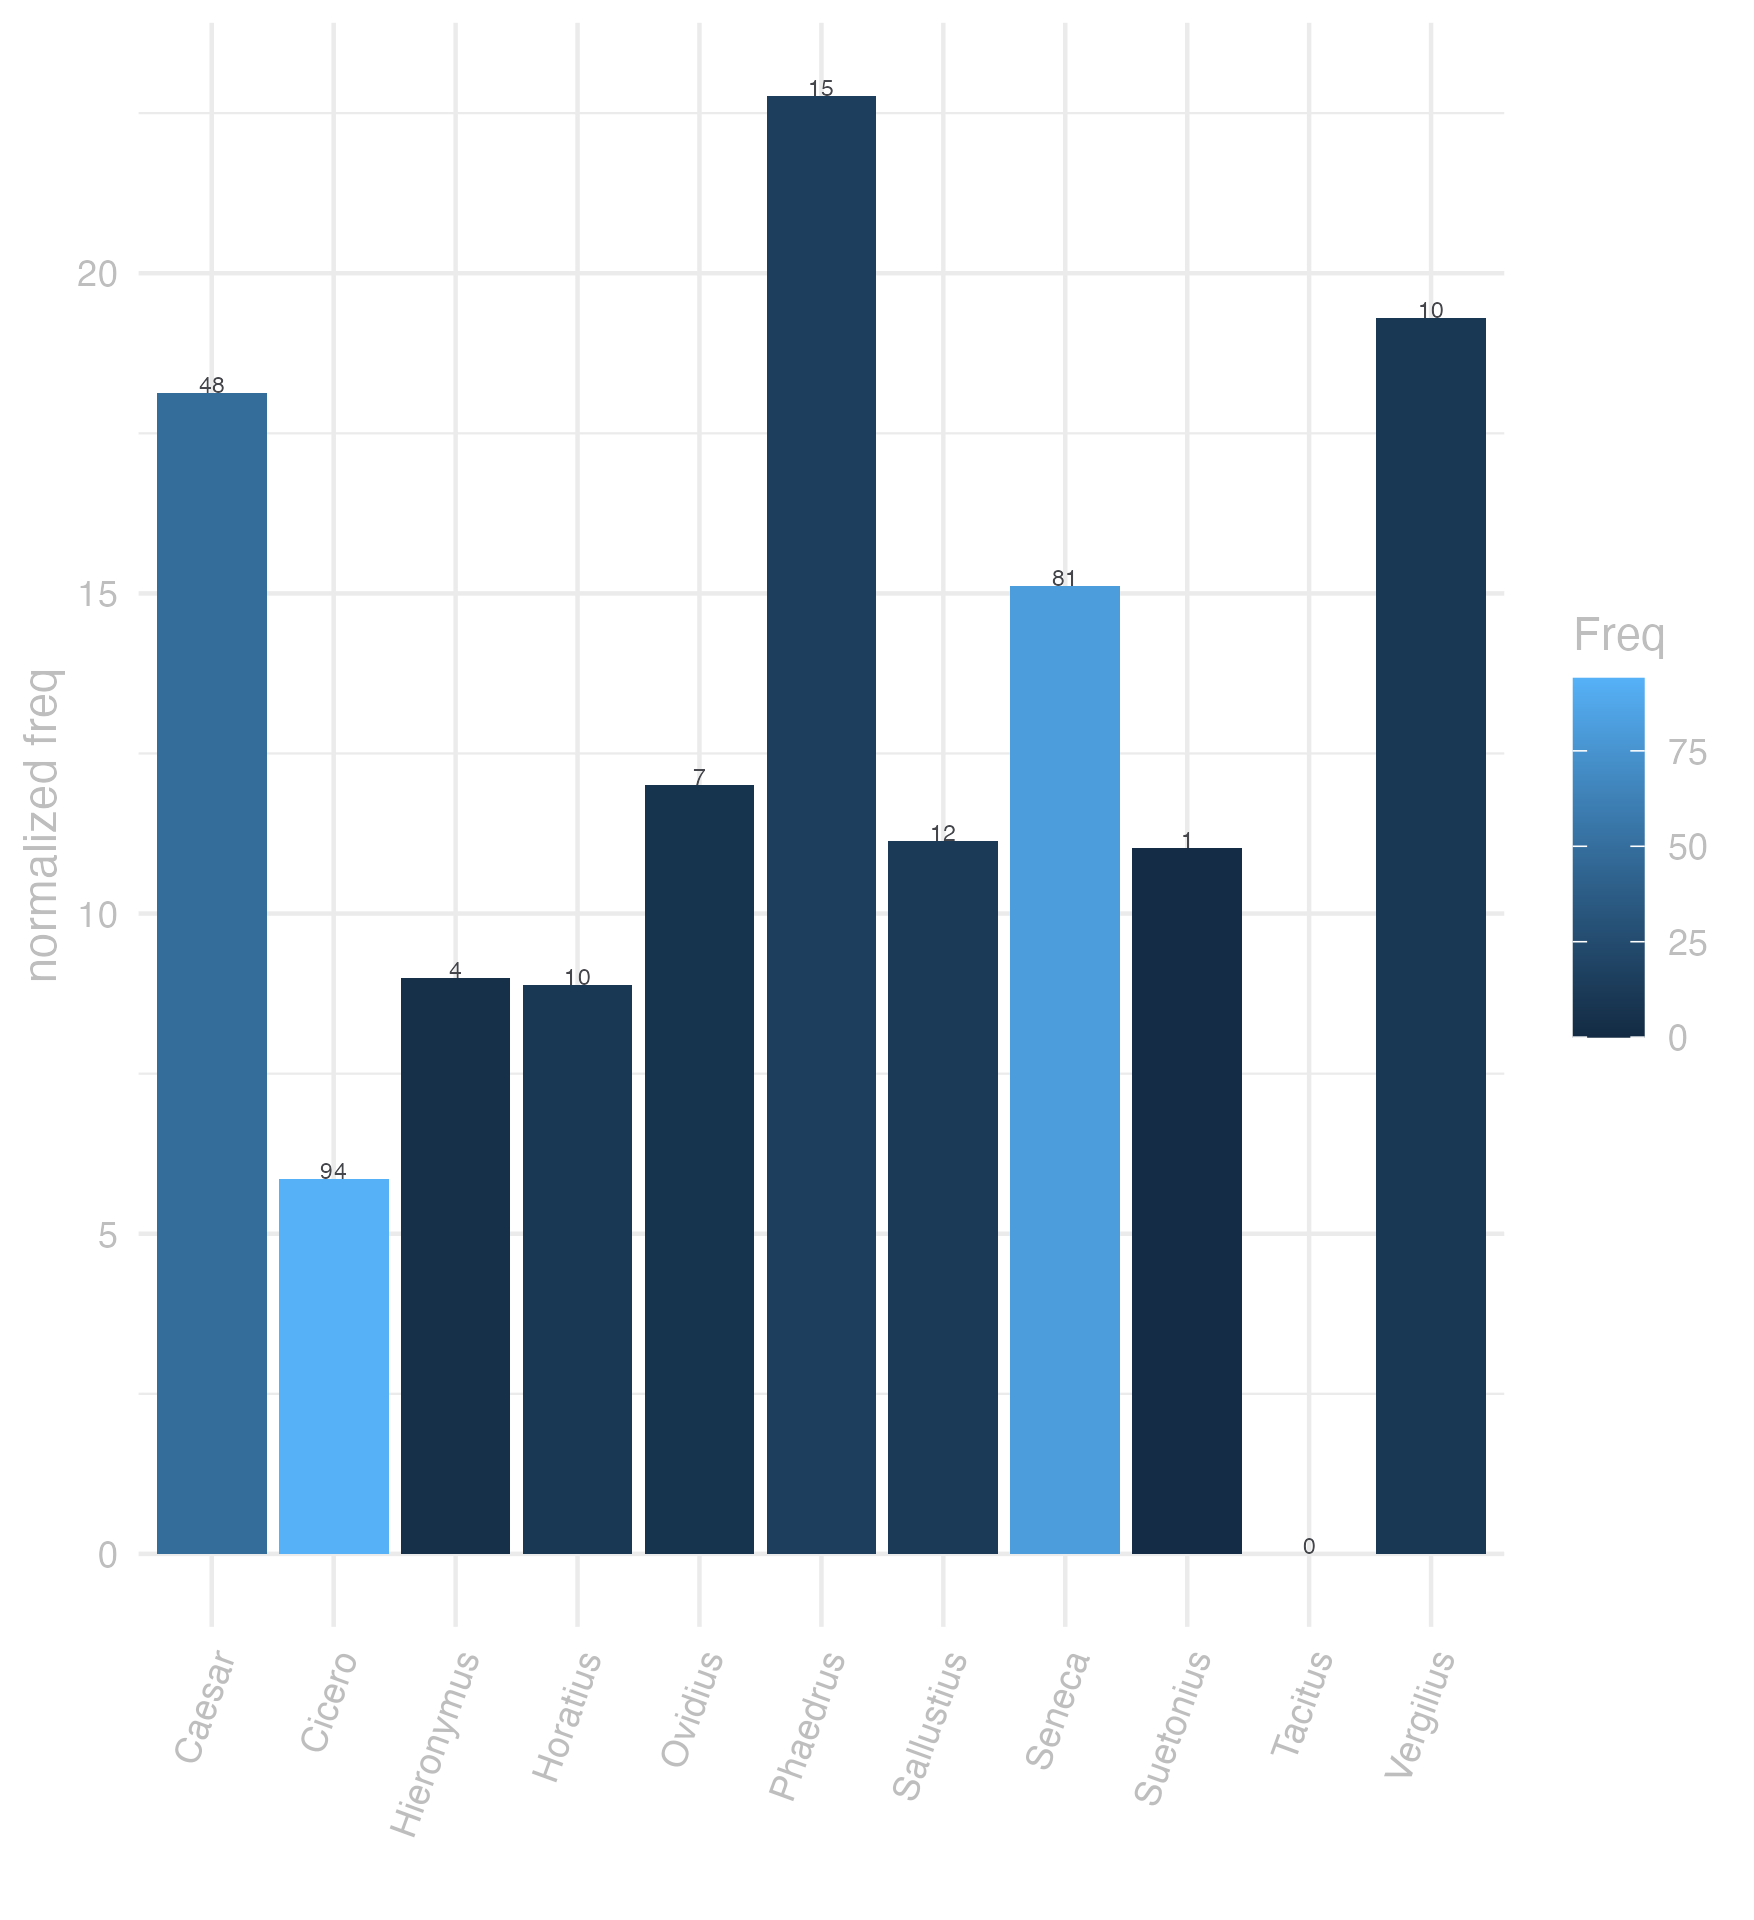 normalized freq
20
15
10
5
0
48
94
4
10
7
15
12
81
1
0
10
Caesar
Cicero
Hieronymus
Horatius
Ovidius
Phaedrus
Sallustius
Seneca
Suetonius
Tacitus
Vergilius
Freq
75
50
25
0